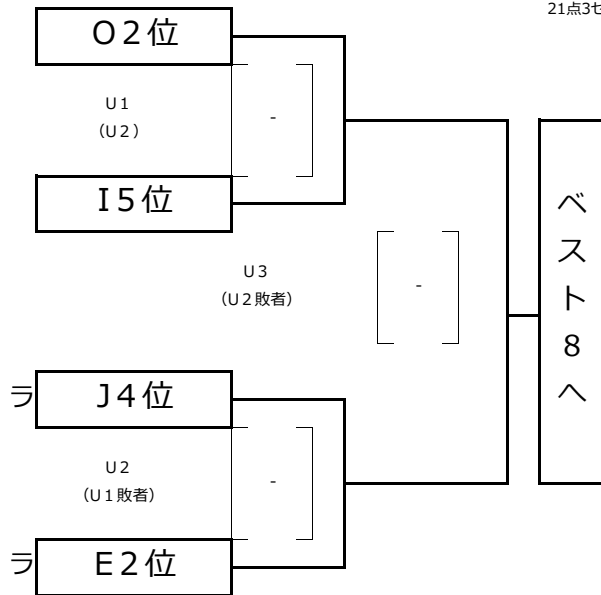 21点3セ
O2位
U1
(U2)
-
I5位
U3
(U2敗者)
-
ベスト8へ
ラ J4位
U2
(U1敗者)
-
ラ E2位